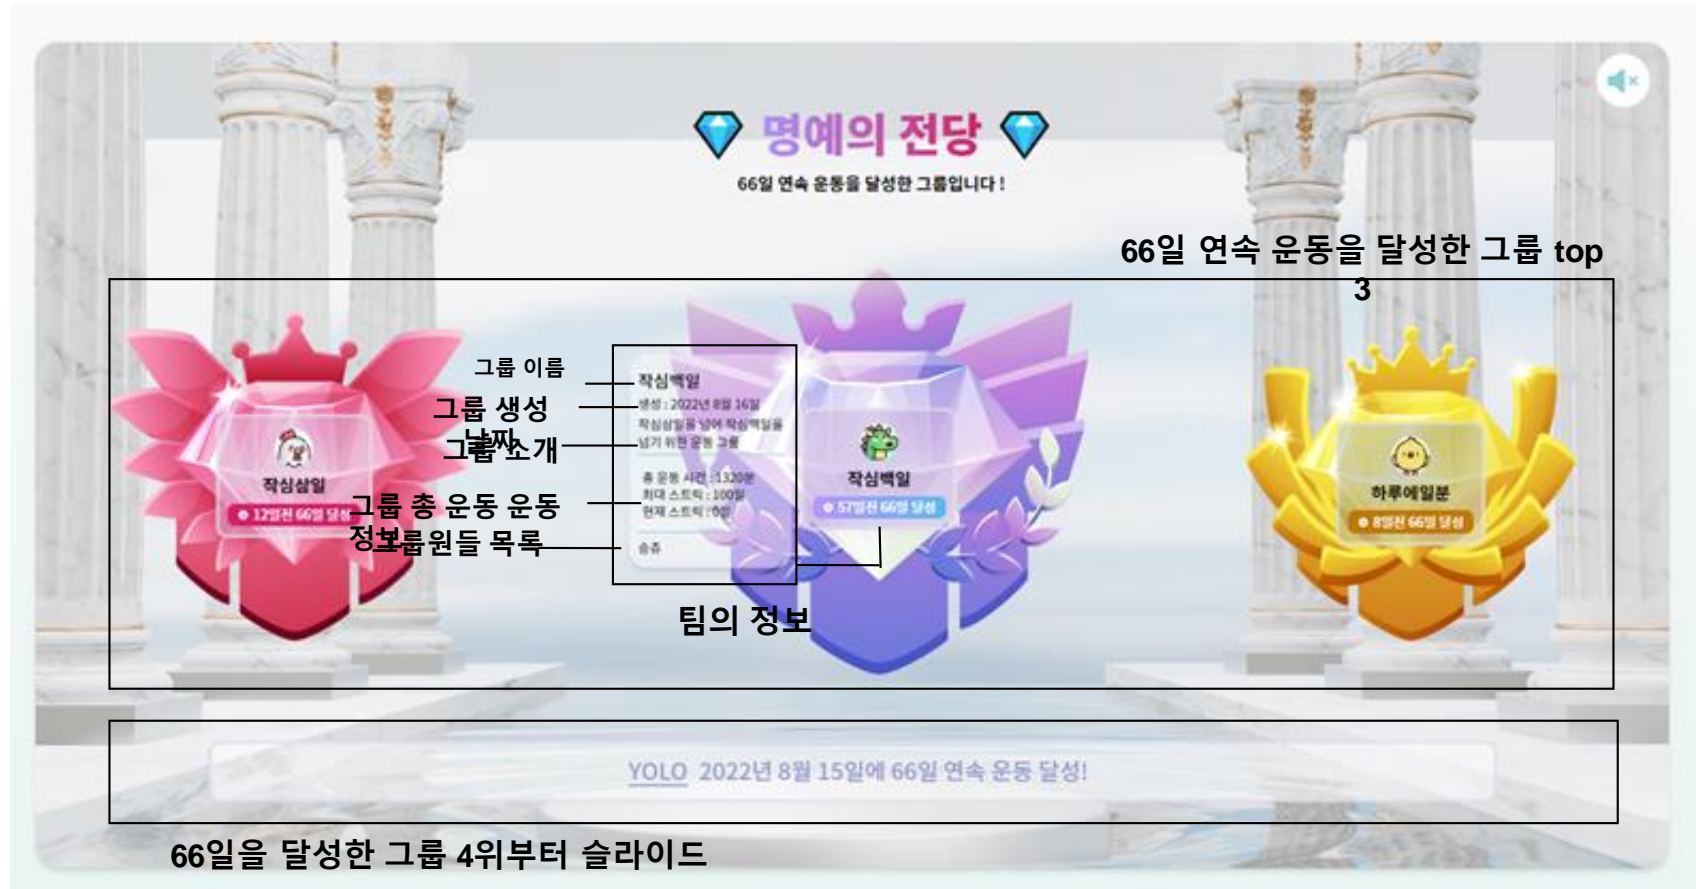 명예의 전당
66일 연속 운동을 달성한 그룹입니다 !
66일 연속 운동을 달성한 그룹 top
3
그룹 이름
그룹 생성
날짜
그룹 소개
그룹 총 운동 운동
정보
그룹원들 목록
작심백일
생성 : 2022년 8월 16일
작심삼일을 넘어 작심백일을
넘기 위한 운동 그룹
총 운동 시간 : 1320분
최대 스트릭 : 100일
현재 스트릭 : 0일
승쥬
팀의 정보
작심삼일
12일전 66일 달성
작심백일
57일전 66일 달성
하루에일분
8일전 66일 달성
YOLO 2022년 8월 15일에 66일 연속 운동 달성!
66일을 달성한 그룹 4위부터 슬라이드